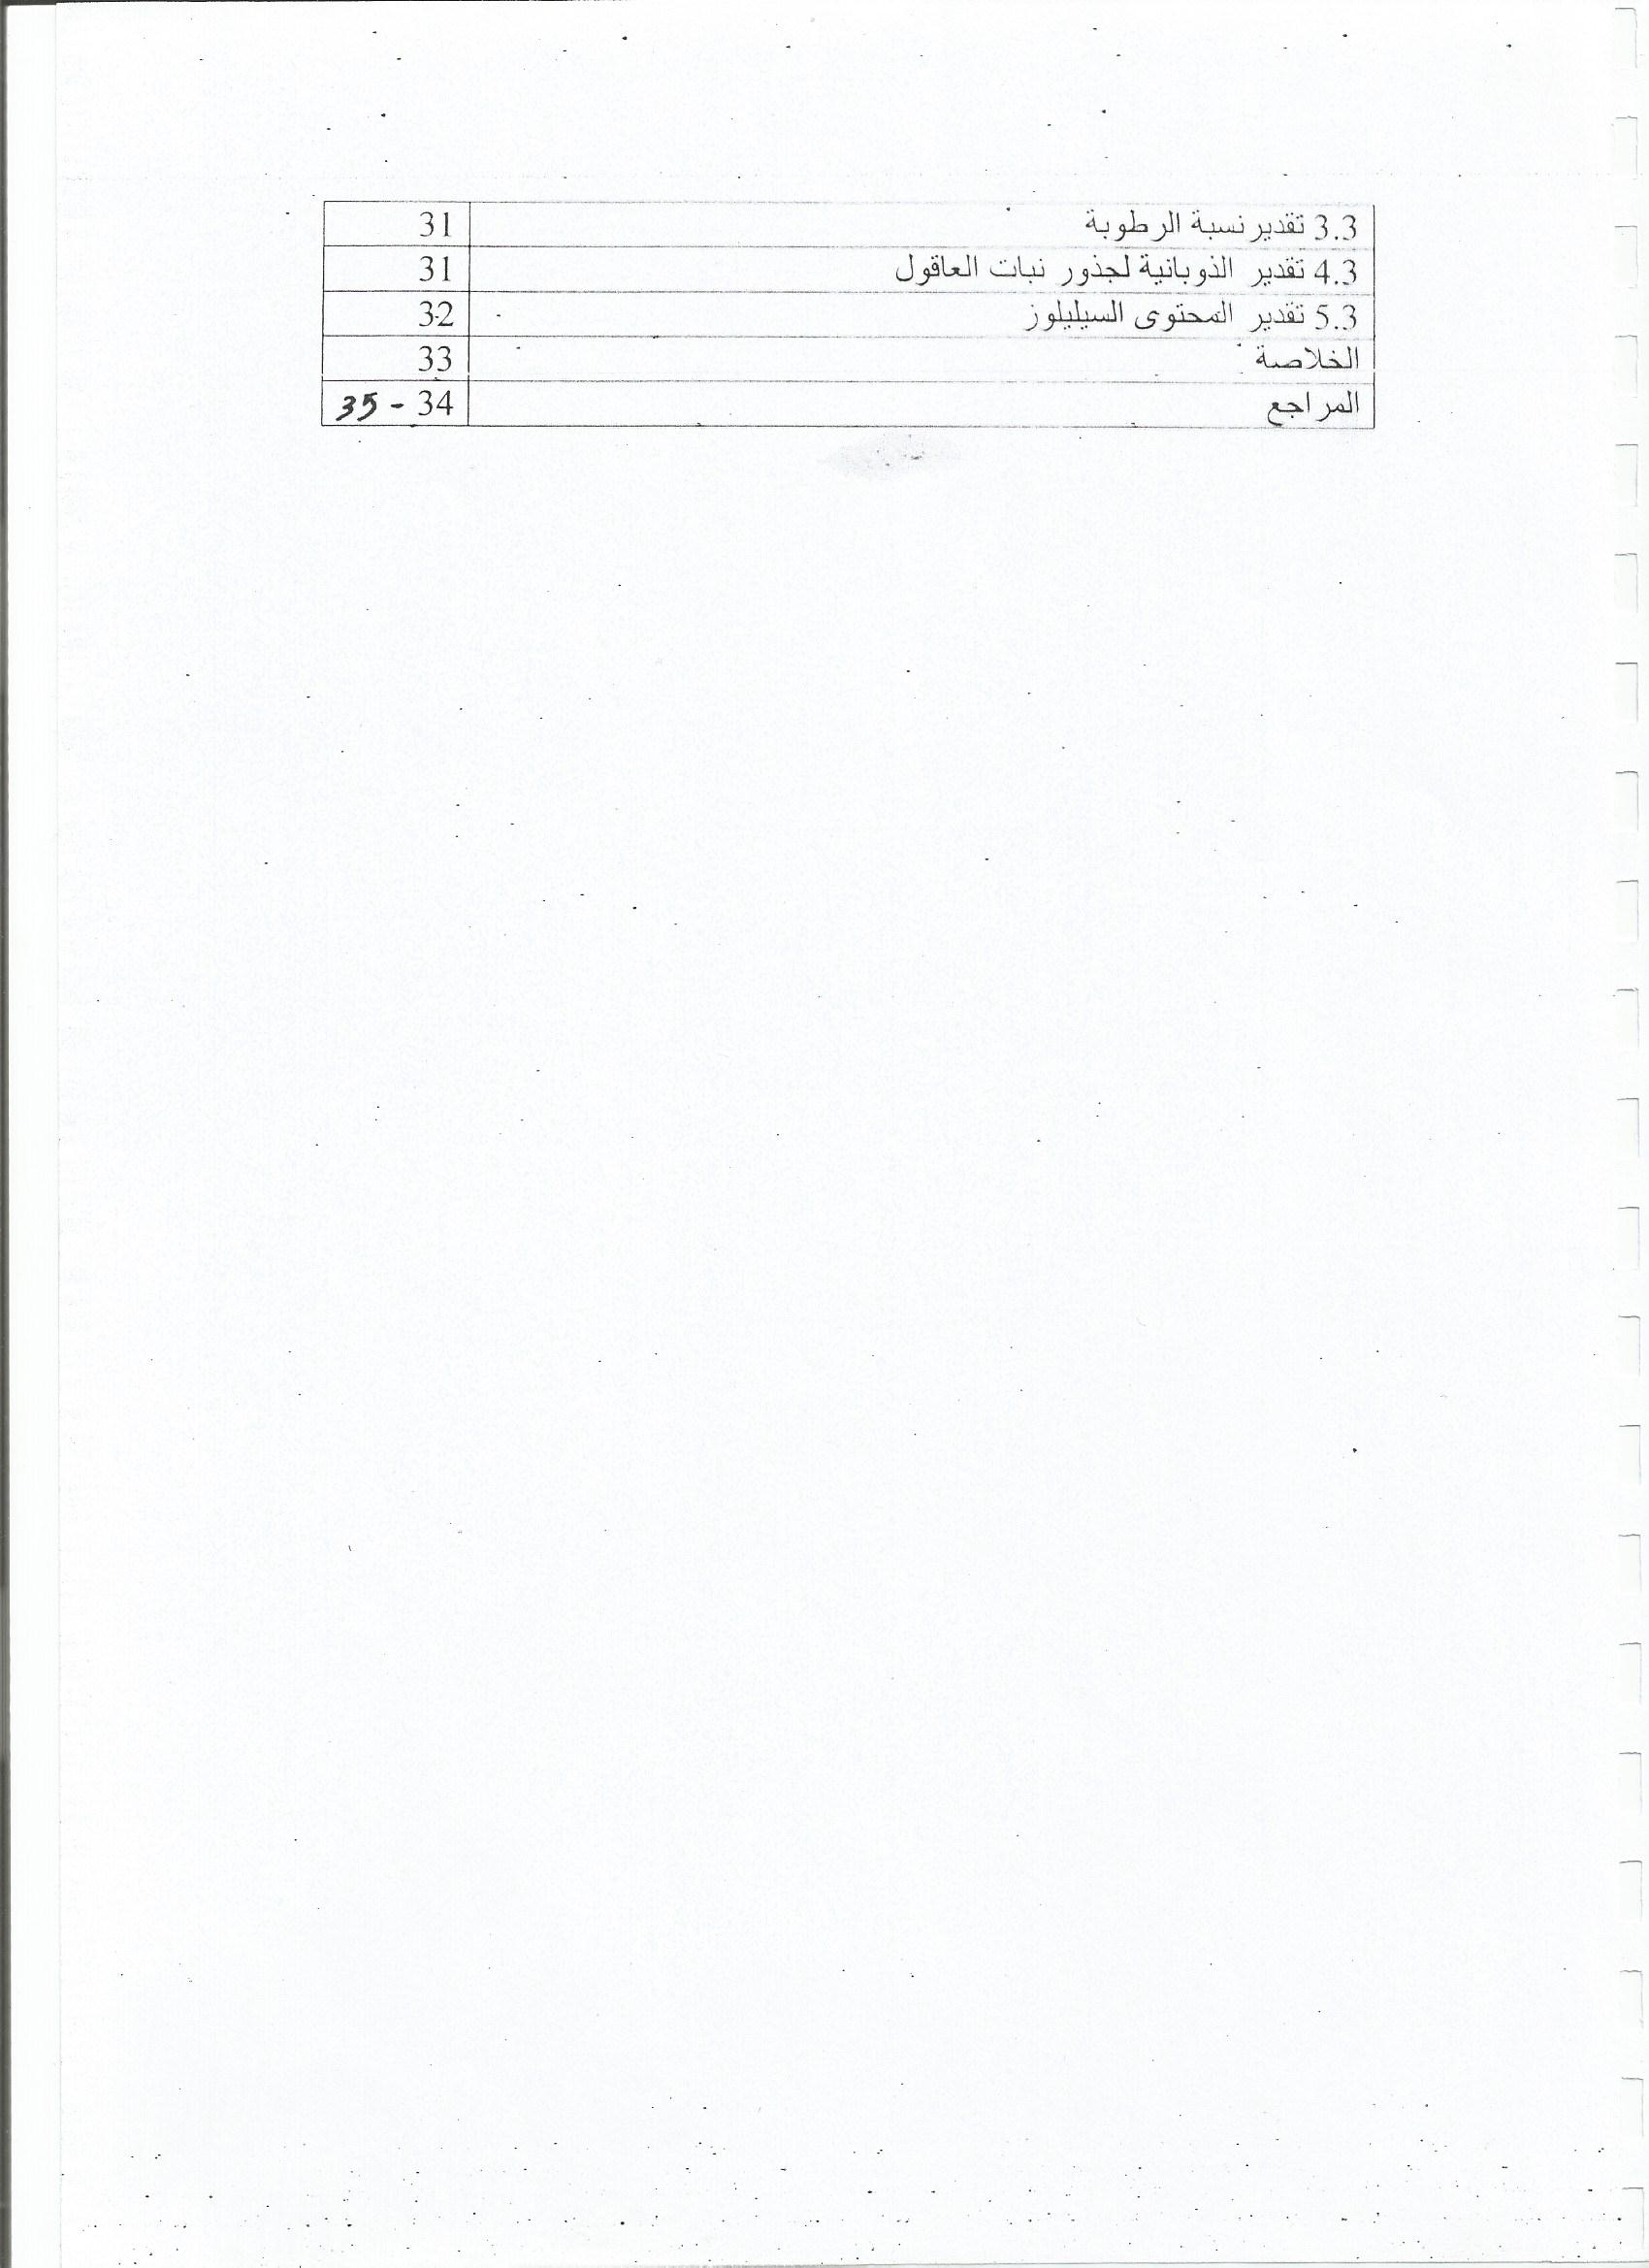 3.3 تقدير نسبة الرطوبة 31
4.3 تقدير الذوبانية لجذور نبات العاقول 31
5.3 تقدير المحتوى السيليلوز 32
الخلاصة 33
المراجع 34 - 35